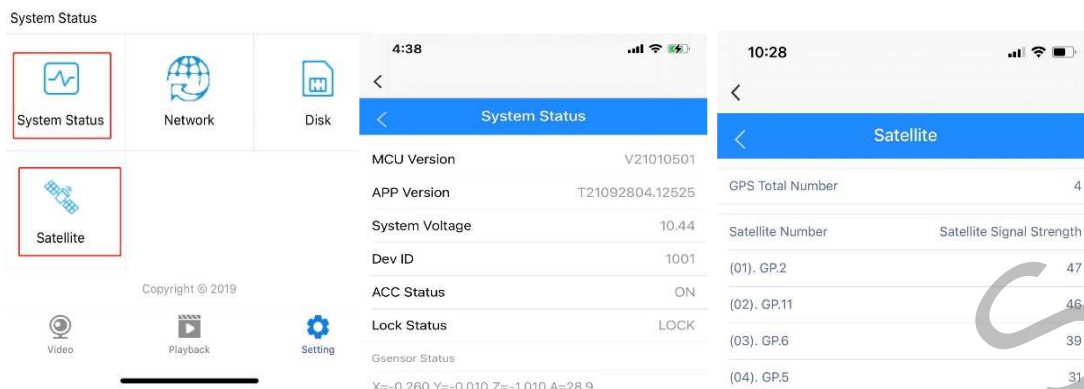 System Status
System Status
Network
Disk
Satellite
Copyright © 2019
Video
Playback
Setting
4:38
System Status
MCU Version V21010501
APP Version T21092804.12525
System Voltage 10.44
Dev ID 1001
ACC Status ON
Lock Status LOCK
Gsensor Status
X=-0.260 Y=-0.010 Z=-1.010 A=28.9
10:28
Satellite
GPS Total Number 4
Satellite Number Satellite Signal Strength
(01). GP.2 47
(02). GP.11 46
(03). GP.6 39
(04). GP.5 31